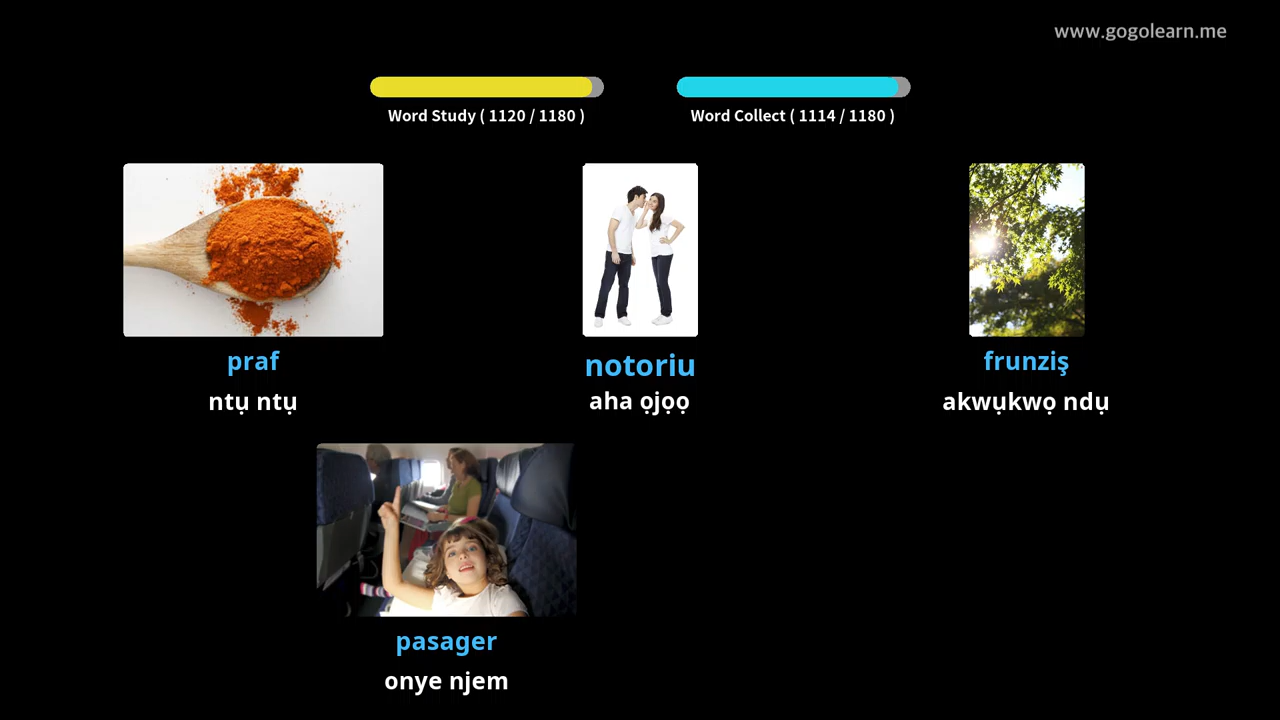 www.gogolearn.me
Word Study ( 1120 / 1180 )
Word Collect ( 1114 / 1180 )
praf
ntụ ntụ
notoriu
aha ọjọọ
frunziş
akwụkwọ ndụ
pasager
onye njem